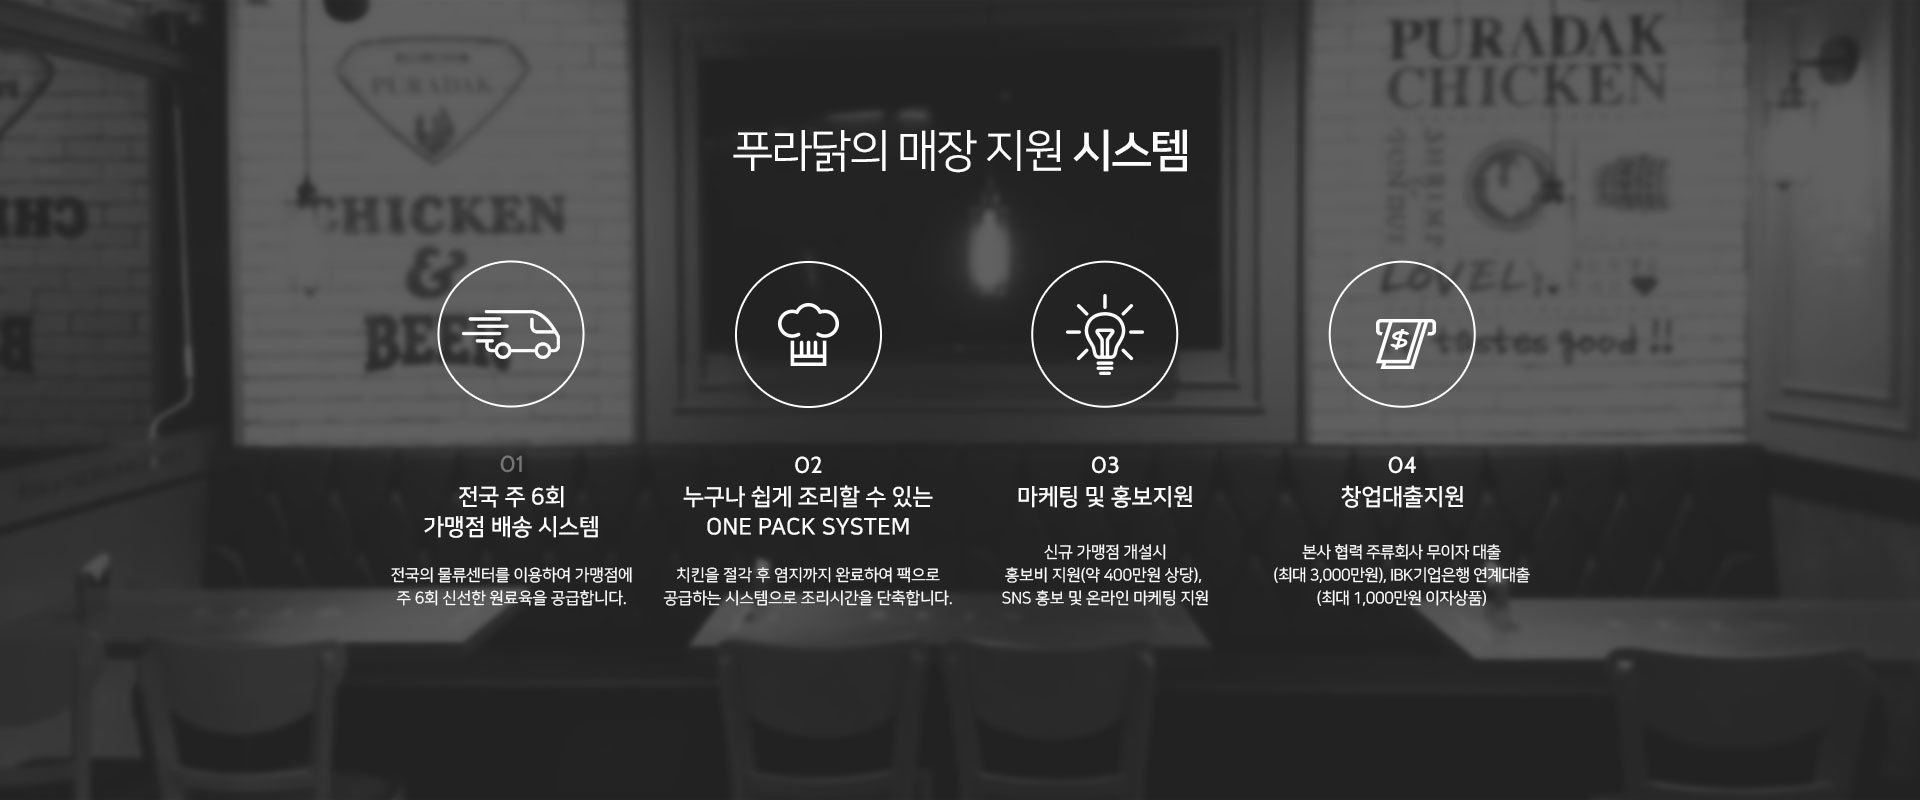 PURADAK
PURADAK
CHICKEN
CHICKEN
&
BEER
SHRIMP
LOVELY
tastes good !!
푸라닭의 매장 지원 시스템
01
전국 주 6회
가맹점 배송 시스템
전국의 물류센터를 이용하여 가맹점에
주 6회 신선한 원료육을 공급합니다.
02
누구나 쉽게 조리할 수 있는
ONE PACK SYSTEM
치킨을 절각 후 염지까지 완료하여 팩으로
공급하는 시스템으로 조리시간을 단축합니다.
03
마케팅 및 홍보지원
신규 가맹점 개설시
홍보비 지원(약 400만원 상당),
SNS 홍보 및 온라인 마케팅 지원
04
창업대출지원
본사 협력 주류회사 무이자 대출
(최대 3,000만원), IBK기업은행 연계대출
(최대 1,000만원 이자상품)